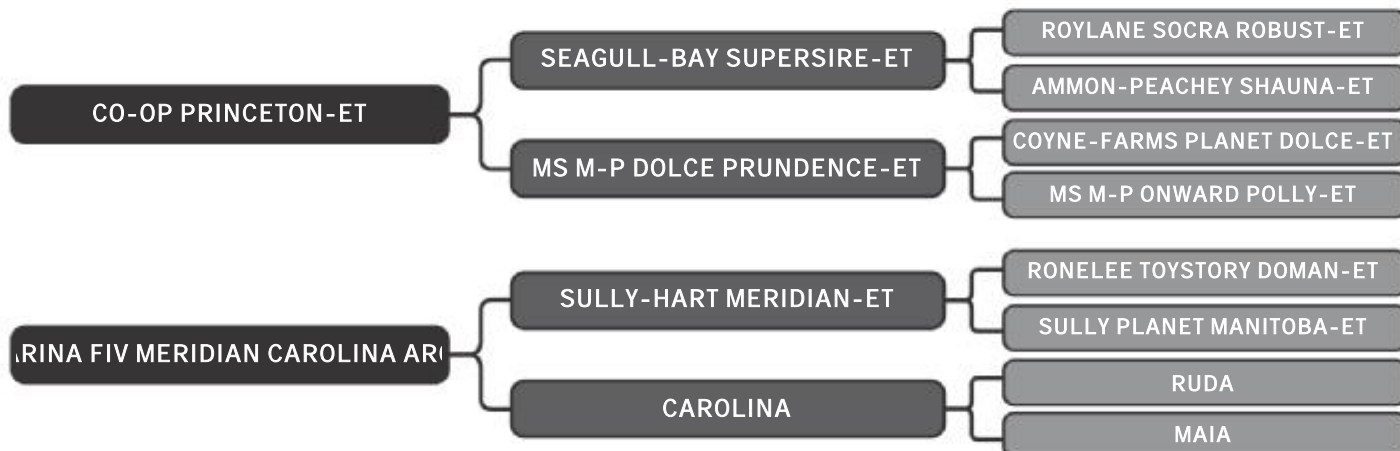 ROYLANE SOCRA ROBUST-ET
SEAGULL-BAY SUPERSIRE-ET
AMMON-PEACHEY SHAUNA-ET
CO-OP PRINCETON-ET
COYNE-FARMS PLANET DOLCE-ET
MS M-P DOLCE PRUNDENCE-ET
MS M-P ONWARD POLLY-ET
RONELEE TOYSTORY DOMAN-ET
SULLY-HART MERIDIAN-ET
SULLY PLANET MANITOBA-ET
FIV MERIDIAN CAROLINA
RUDA
CAROLINA
MAIA